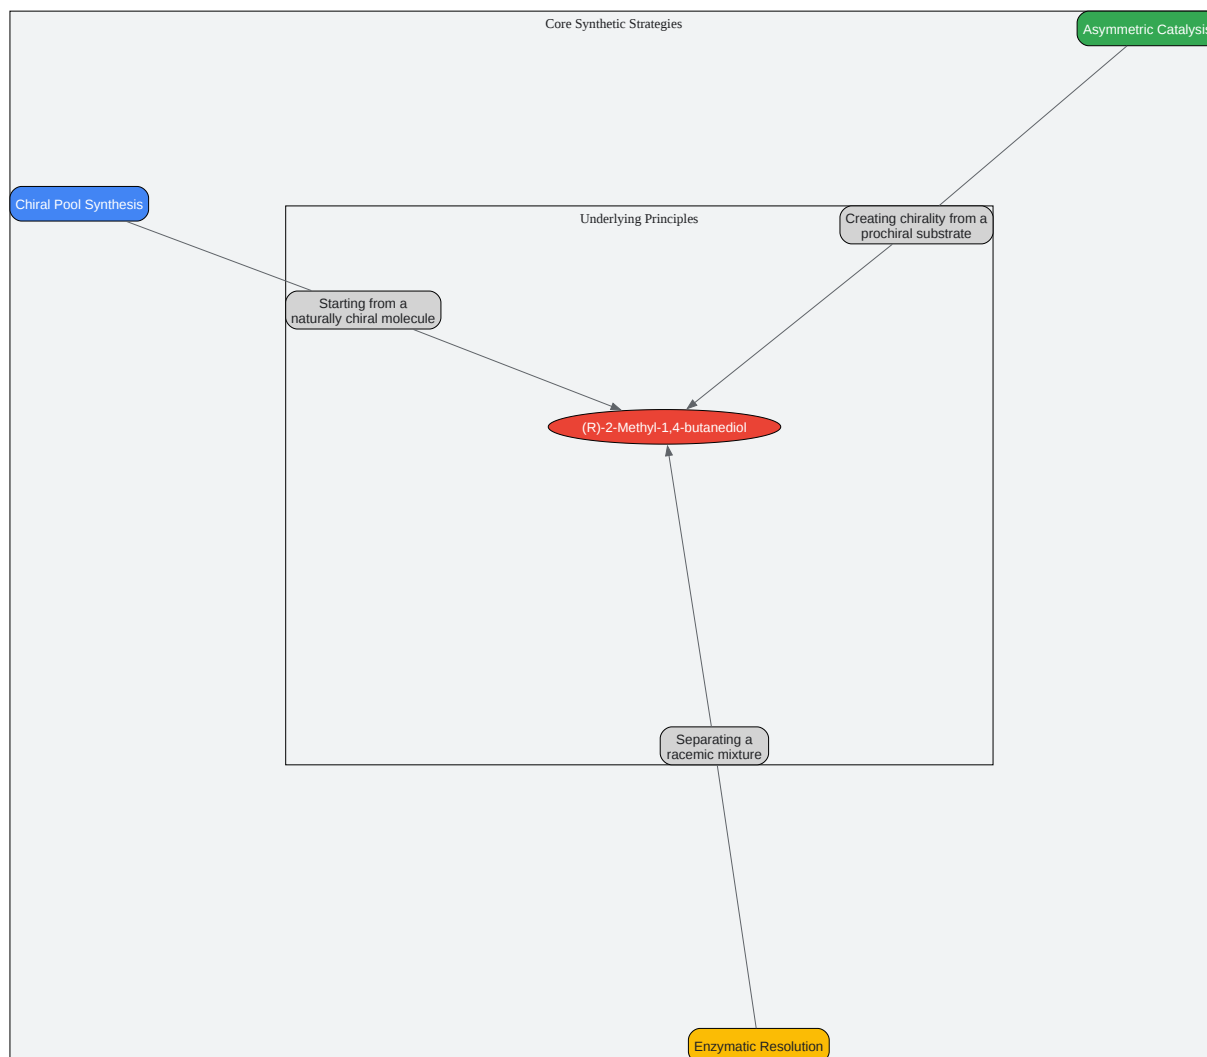 Core Synthetic Strategies
Asymmetric Catalysis
Chiral Pool Synthesis
Underlying Principles
Creating chirality from a
prochiral substrate
Starting from a
naturally chiral molecule
(R)-2-Methyl-1,4-butanediol
Separating a
racemic mixture
Enzymatic Resolution